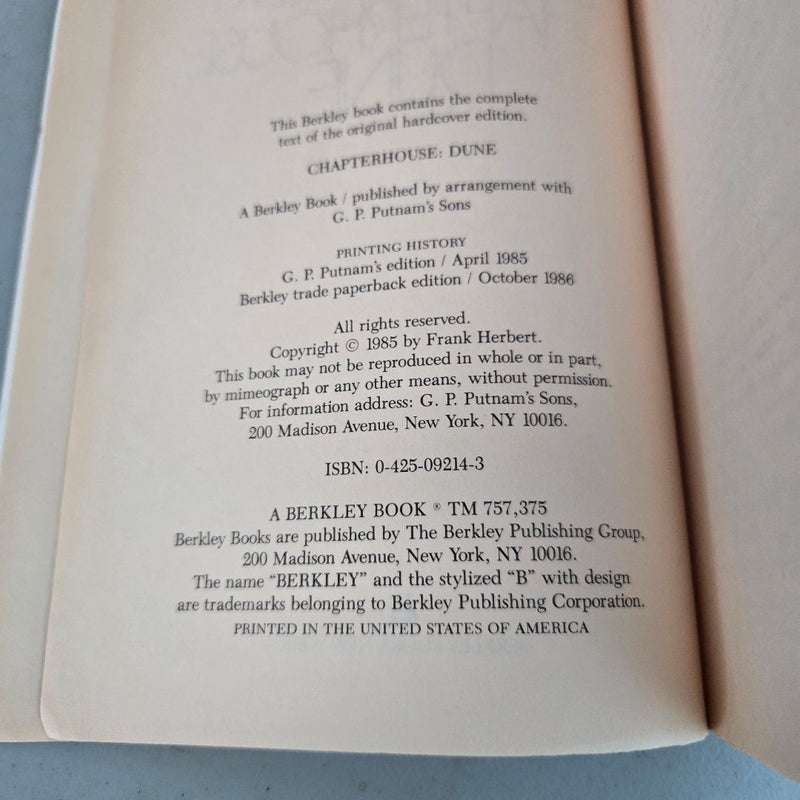 This Berkley book contains the complete
text of the original hardcover edition.
CHAPTERHOUSE: DUNE
A Berkley Book / published by arrangement with
G. P. Putnam's Sons
PRINTING HISTORY
G. P. Putnam's edition / April 1985
Berkley trade paperback edition / October 1986
All rights reserved.
Copyright © 1985 by Frank Herbert.
This book may not be reproduced in whole or in part,
by mimeograph or any other means, without permission.
For information address: G. P. Putnam's Sons,
200 Madison Avenue, New York, NY 10016.
ISBN: 0-425-09214-3
A BERKLEY BOOK ® TM 757,375
Berkley Books are published by The Berkley Publishing Group,
200 Madison Avenue, New York, NY 10016.
The name “BERKLEY” and the stylized “B” with design
are trademarks belonging to Berkley Publishing Corporation.
PRINTED IN THE UNITED STATES OF AMERICA